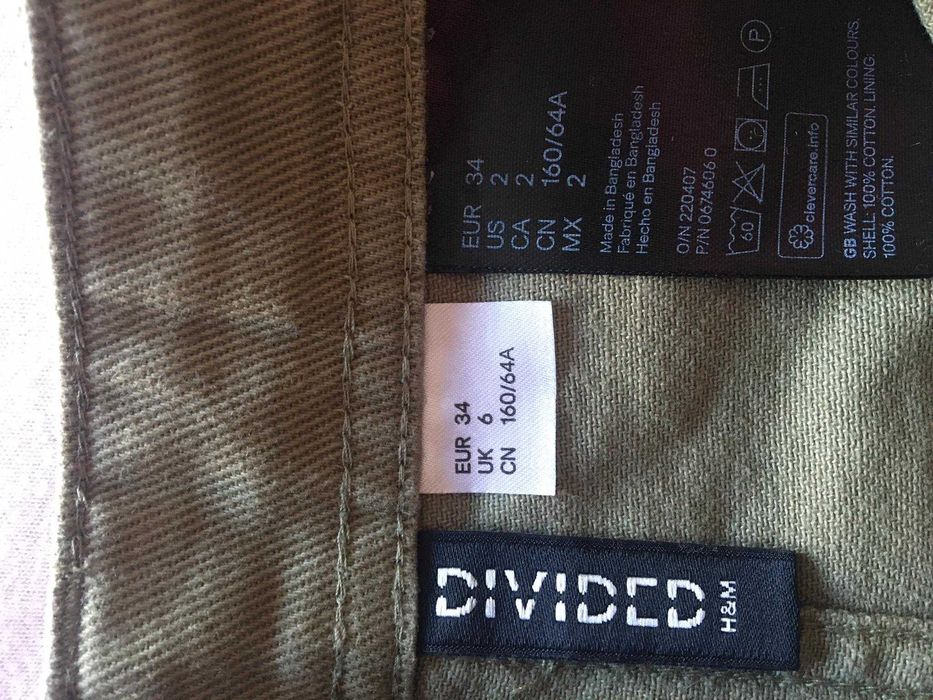 EUR 34
US 2
CA 2
CN 160/64A
MX 2
Made in Bangladesh
Fabriqué en Bangladesh
Hecho en Bangladesh
O/N 220407
P/N 0674606 0
60
P
clevercare.info
GB WASH WITH SIMILAR COLOURS.
SHELL: 100% COTTON. LINING:
100% COTTON.
EUR 34
UK 6
CN 160/64A
DIVIDED
H&M